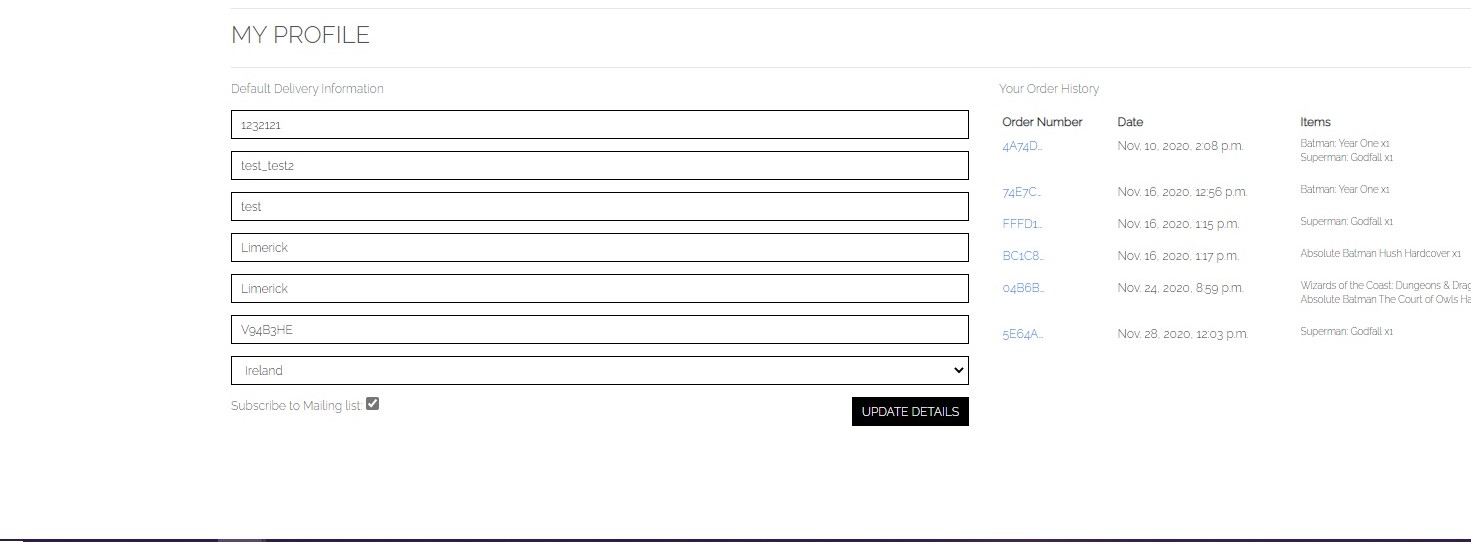 MY PROFILE
Default Delivery Information
1232121
test_test2
test
Limerick
Limerick
V94B3HE
Ireland
Subscribe to Mailing list:
UPDATE DETAILS
Your Order History
Order Number Date Items
4A74D... Nov. 10, 2020, 2:08 p.m. Batman: Year One x1
Superman: Godfall x1
74E7C... Nov. 16, 2020, 12:56 p.m. Batman: Year One x1
FFFD1... Nov. 16, 2020, 1:15 p.m. Superman: Godfall x1
BC1C8... Nov. 16, 2020, 1:17 p.m. Absolute Batman Hush Hardcover x1
04B6B... Nov. 24, 2020, 8:59 p.m. Wizards of the Coast: Dungeons & Drag
Absolute Batman The Court of Owls Ha
5E64A... Nov. 28, 2020, 12:03 p.m. Superman: Godfall x1